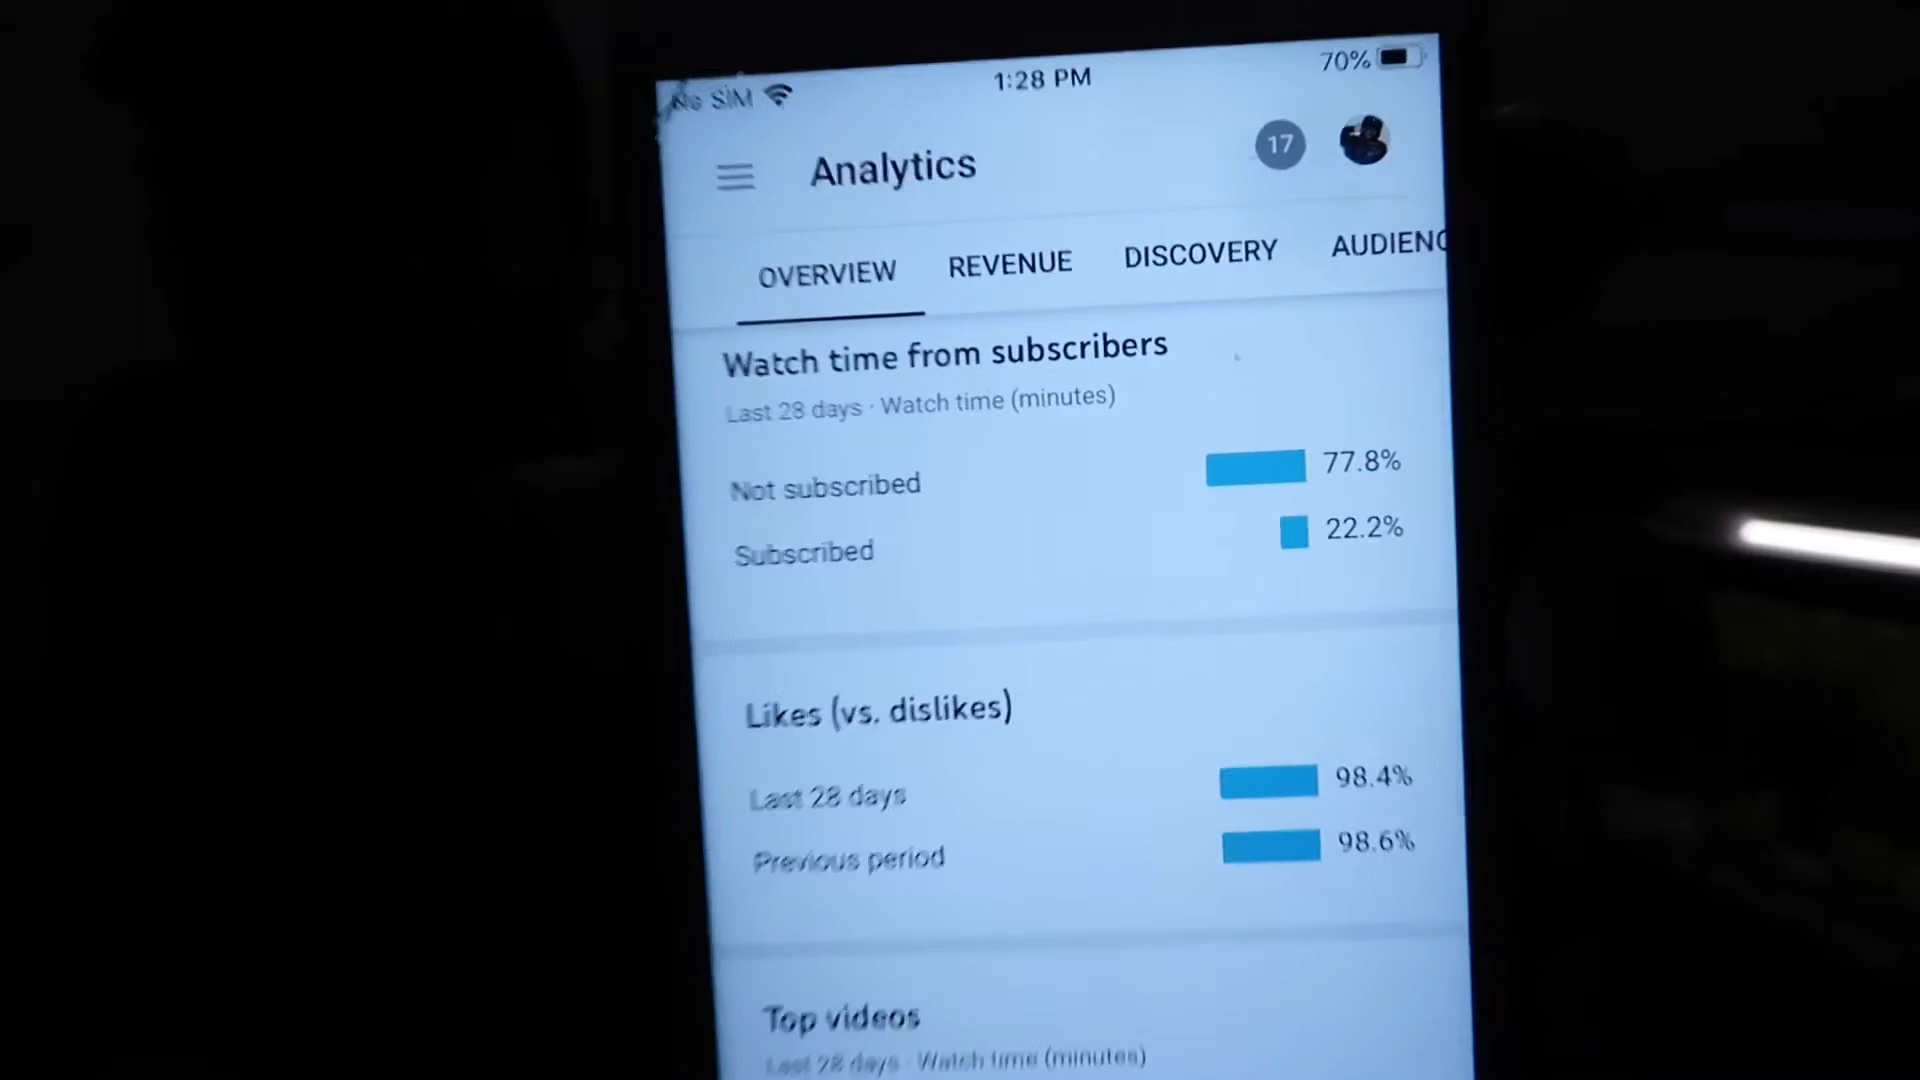 No SIM 1:28 PM 70%
Analytics 17
OVERVIEW REVENUE DISCOVERY AUDIENC
Watch time from subscribers
Last 28 days · Watch time (minutes)
Not subscribed 77.8%
Subscribed 22.2%
Likes (vs. dislikes)
Last 28 days 98.4%
Previous period 98.6%
Top videos
Last 28 days · Watch time (minutes)